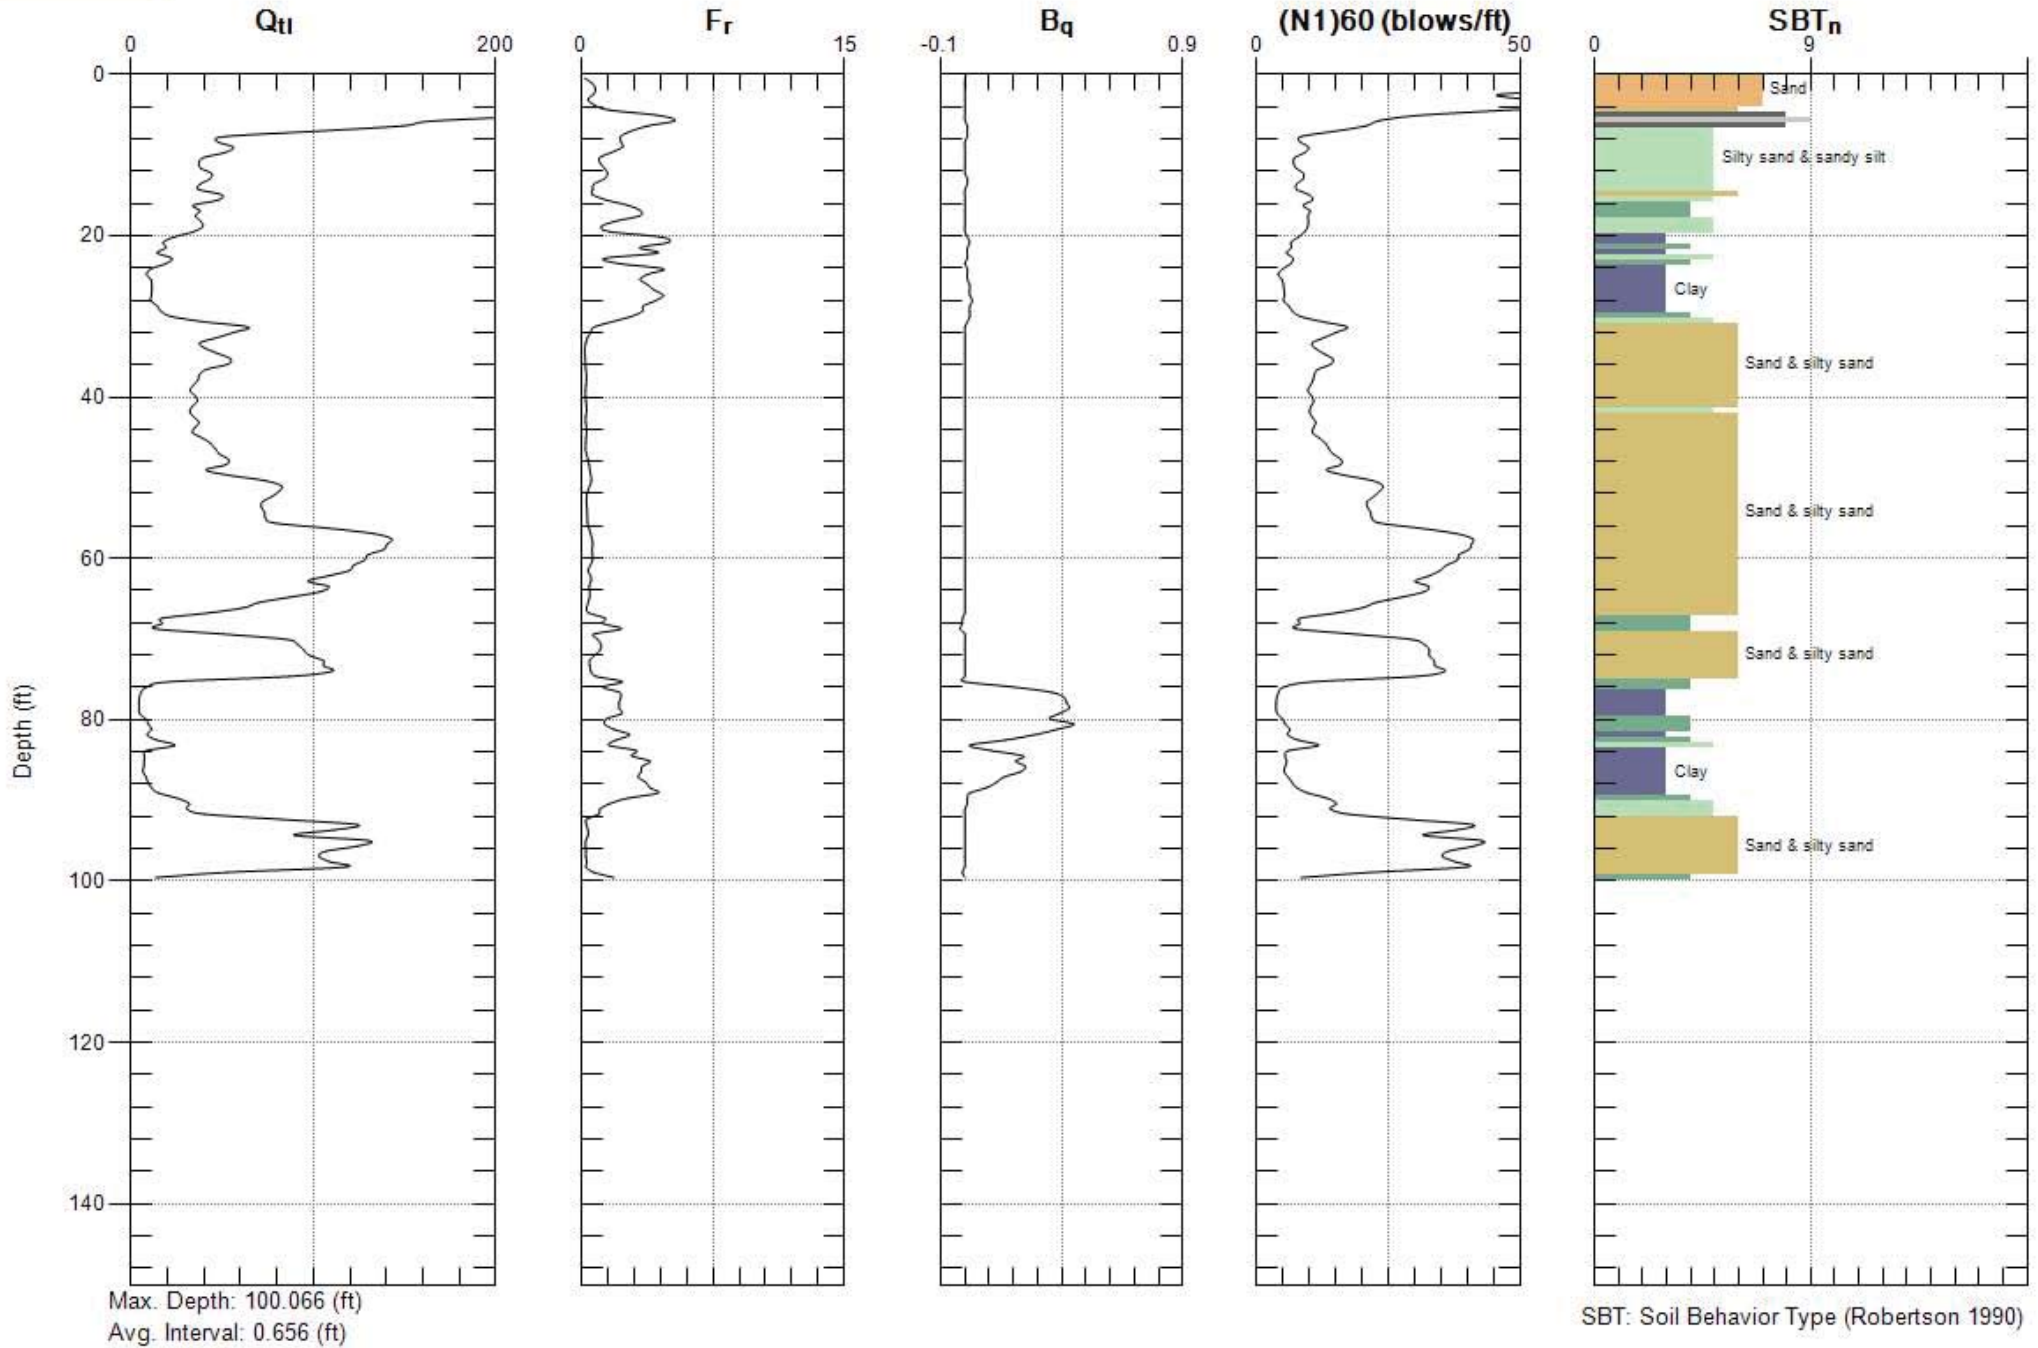 Qtl Fr Bq (N1)60 (blows/ft) SBTn
0 200 0 15 -0.1 0.9 0 50 0 9
0
Sand
Silty sand & sandy silt
20
Clay
Sand & silty sand
40
Sand & silty sand
60
Sand & silty sand
Depth (ft)
80
Clay
Sand & silty sand
100
120
140
Max. Depth: 100.066 (ft)
Avg. Interval: 0.656 (ft)
SBT: Soil Behavior Type (Robertson 1990)